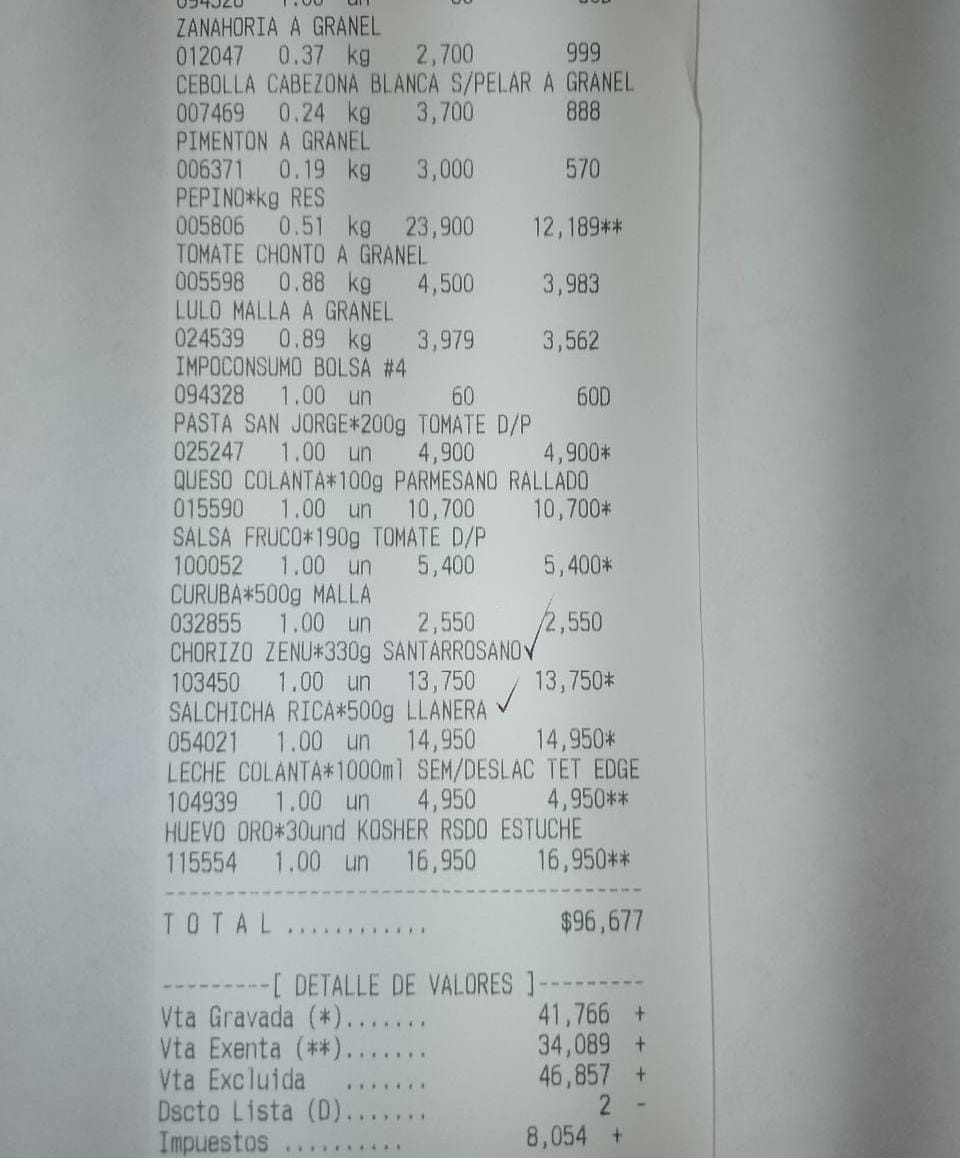 ZANAHORIA A GRANEL
012047 0.37 kg 2,700 999
CEBOLLA CABEZONA BLANCA S/PELAR A GRANEL
007469 0.24 kg 3,700 888
PIMENTON A GRANEL
006371 0.19 kg 3,000 570
PEPINO*kg RES
005806 0.51 kg 23,900 12,189**
TOMATE CHONTO A GRANEL
005598 0.88 kg 4,500 3,983
LULO MALLA A GRANEL
024539 0.89 kg 3,979 3,562
IMPOCONSUMO BOLSA #4
094328 1.00 un 60 60D
PASTA SAN JORGE*200g TOMATE D/P
025247 1.00 un 4,900 4,900*
QUESO COLANTA*100g PARMESANO RALLADO
015590 1.00 un 10,700 10,700*
SALSA FRUCO*190g TOMATE D/P
100052 1.00 un 5,400 5,400*
CURUBA*500g MALLA
032855 1.00 un 2,550 2,550
CHORIZO ZENU*330g SANTARROSANO
103450 1.00 un 13,750 13,750*
SALCHICHA RICA*500g LLANERA
054021 1.00 un 14,950 14,950*
LECHE COLANTA*1000ml SEM/DESLAC TET EDGE
104939 1.00 un 4,950 4,950**
HUEVO ORO*30und KOSHER RSDO ESTUCHE
115554 1.00 un 16,950 16,950**
----------------------------------------
T O T A L ............ $96,677
---------[ DETALLE DE VALORES ]---------
Vta Gravada (*)....... 41,766 +
Vta Exenta (**)....... 34,089 +
Vta Excluida ....... 46,857 +
Dscto Lista (D)....... 2 -
Impuestos .......... 8,054 +